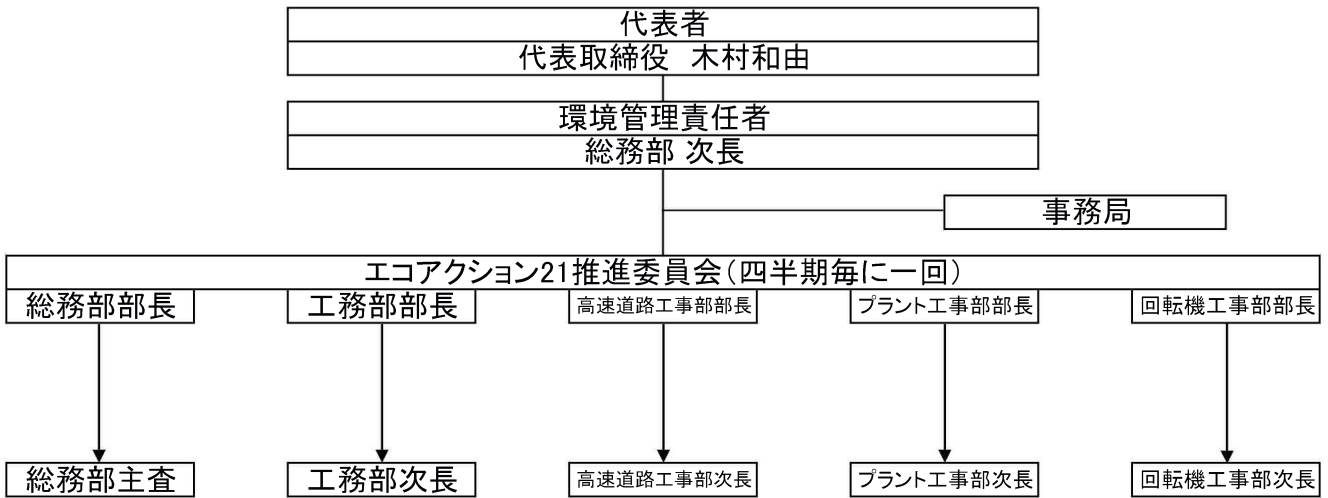 代表者
代表取締役　木村和由
環境管理責任者
総務部 次長
事務局
エコアクション21推進委員会（四半期毎に一回）
総務部部長
工務部部長
高速道路工事部部長
プラント工事部部長
回転機工事部部長
総務部主査
工務部次長
高速道路工事部次長
プラント工事部次長
回転機工事部次長